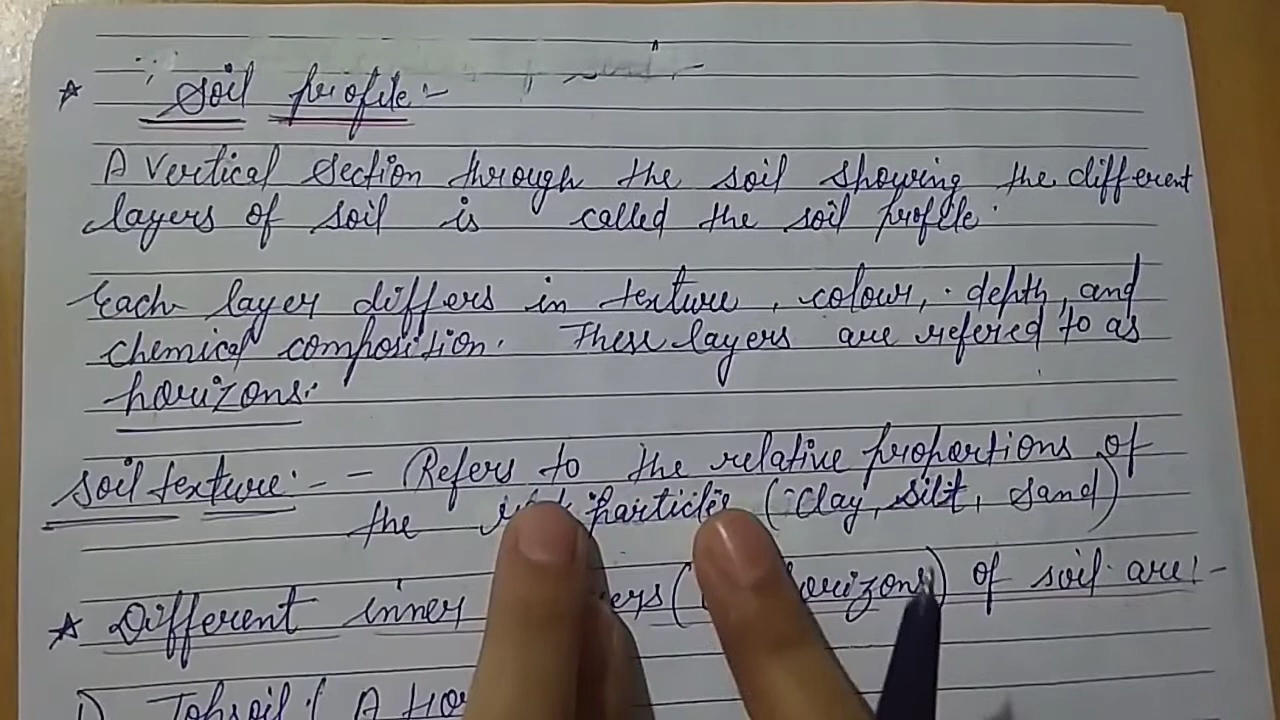 * Soil profile:-
A vertical section through the soil showing the different
layers of soil is called the soil profile.
Each layer differs in texture, colour, depth, and
chemical composition. These layers are refered to as
horizons.
soil texture:- - Refers to the relative proportions of
the particles (Clay, silt, sand)
* Different inner horizons) of soil are:-
1) Topsoil ( A